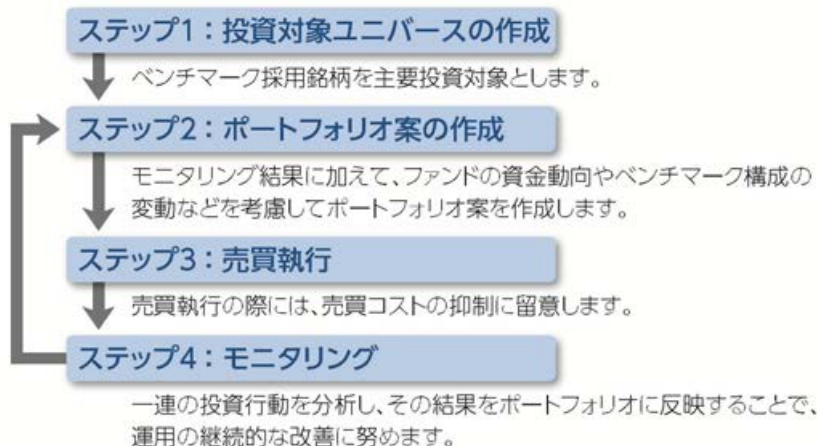 ステップ1：投資対象ユニバースの作成
ベンチマーク採用銘柄を主要投資対象とします。
ステップ2：ポートフォリオ案の作成
モニタリング結果に加えて、ファンドの資金動向やベンチマーク構成の
変動などを考慮してポートフォリオ案を作成します。
ステップ3：売買執行
売買執行の際には、売買コストの抑制に留意します。
ステップ4：モニタリング
一連の投資行動を分析し、その結果をポートフォリオに反映することで、
運用の継続的な改善に努めます。